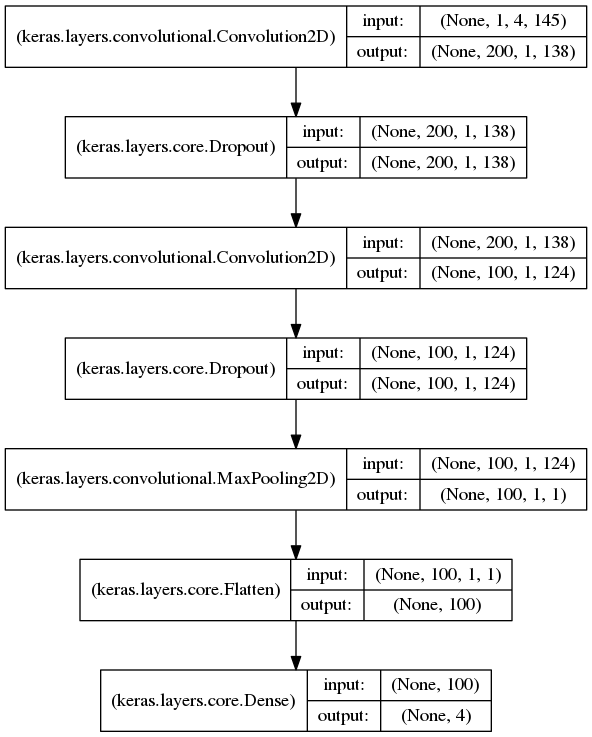 (keras.layers.convolutional.Convolution2D)
input: (None, 1, 4, 145)
output: (None, 200, 1, 138)
(keras.layers.core.Dropout)
input: (None, 200, 1, 138)
output: (None, 200, 1, 138)
(keras.layers.convolutional.Convolution2D)
input: (None, 200, 1, 138)
output: (None, 100, 1, 124)
(keras.layers.core.Dropout)
input: (None, 100, 1, 124)
output: (None, 100, 1, 124)
(keras.layers.convolutional.MaxPooling2D)
input: (None, 100, 1, 124)
output: (None, 100, 1, 1)
(keras.layers.core.Flatten)
input: (None, 100, 1, 1)
output: (None, 100)
(keras.layers.core.Dense)
input: (None, 100)
output: (None, 4)